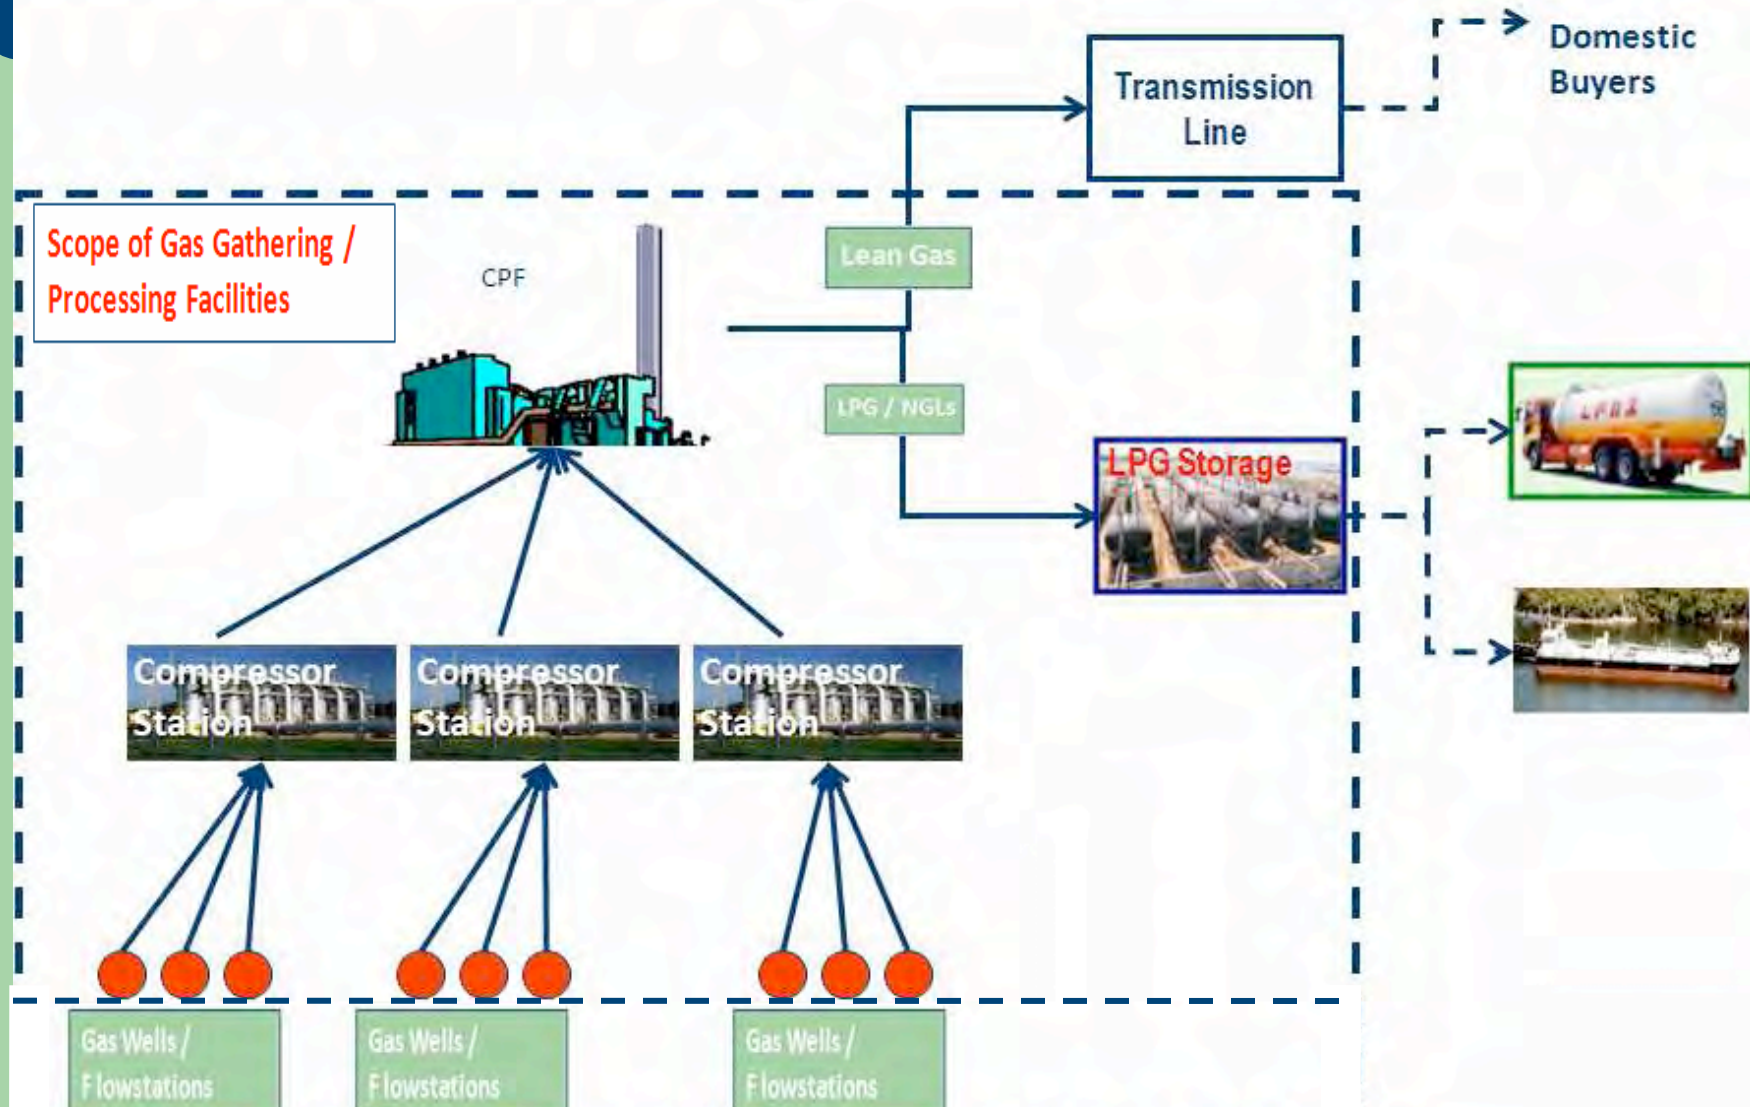 Domestic
Buyers
Transmission
Line
Scope of Gas Gathering /
Processing Facilities
CPF
Lean Gas
LPG / NGLs
LPG Storage
Compressor
Station
Compressor
Station
Compressor
Station
Gas Wells /
Flowstations
Gas Wells /
Flowstations
Gas Wells /
Flowstations